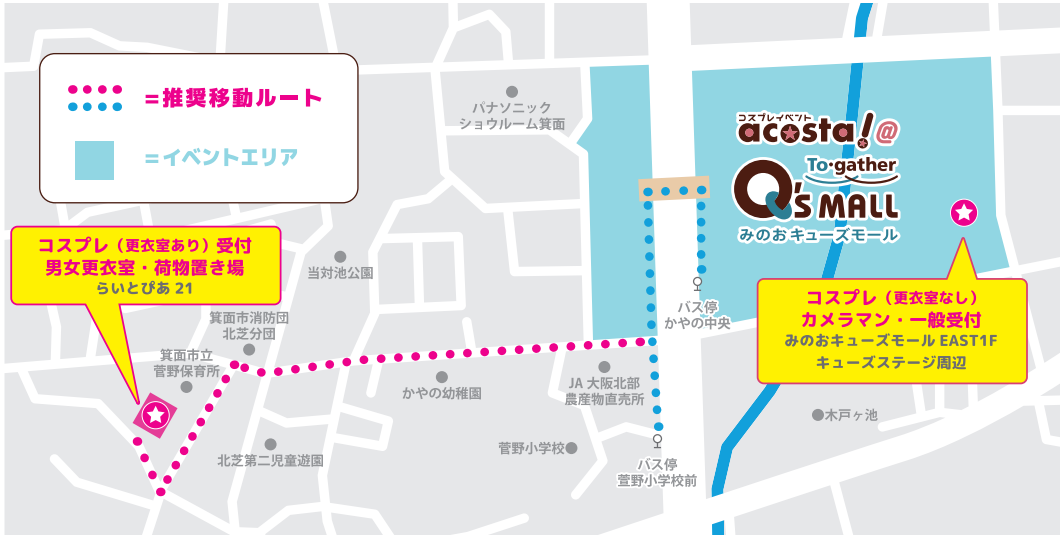 =推奨移動ルート
=イベントエリア
パナソニック
ショウルーム箕面
コスプレイベント
acosta!@
To·gather
Q's MALL
みのおキューズモール
コスプレ（更衣室あり）受付
男女更衣室・荷物置き場
らいとぴあ 21
当対池公園
箕面市消防団
北芝分団
箕面市立
菅野保育所
バス停
かやの中央
コスプレ（更衣室なし）
カメラマン・一般受付
みのおキューズモール EAST1F
キューズステージ周辺
かやの幼稚園
JA 大阪北部
農産物直売所
木戸ヶ池
北芝第二児童遊園
菅野小学校
バス停
萱野小学校前